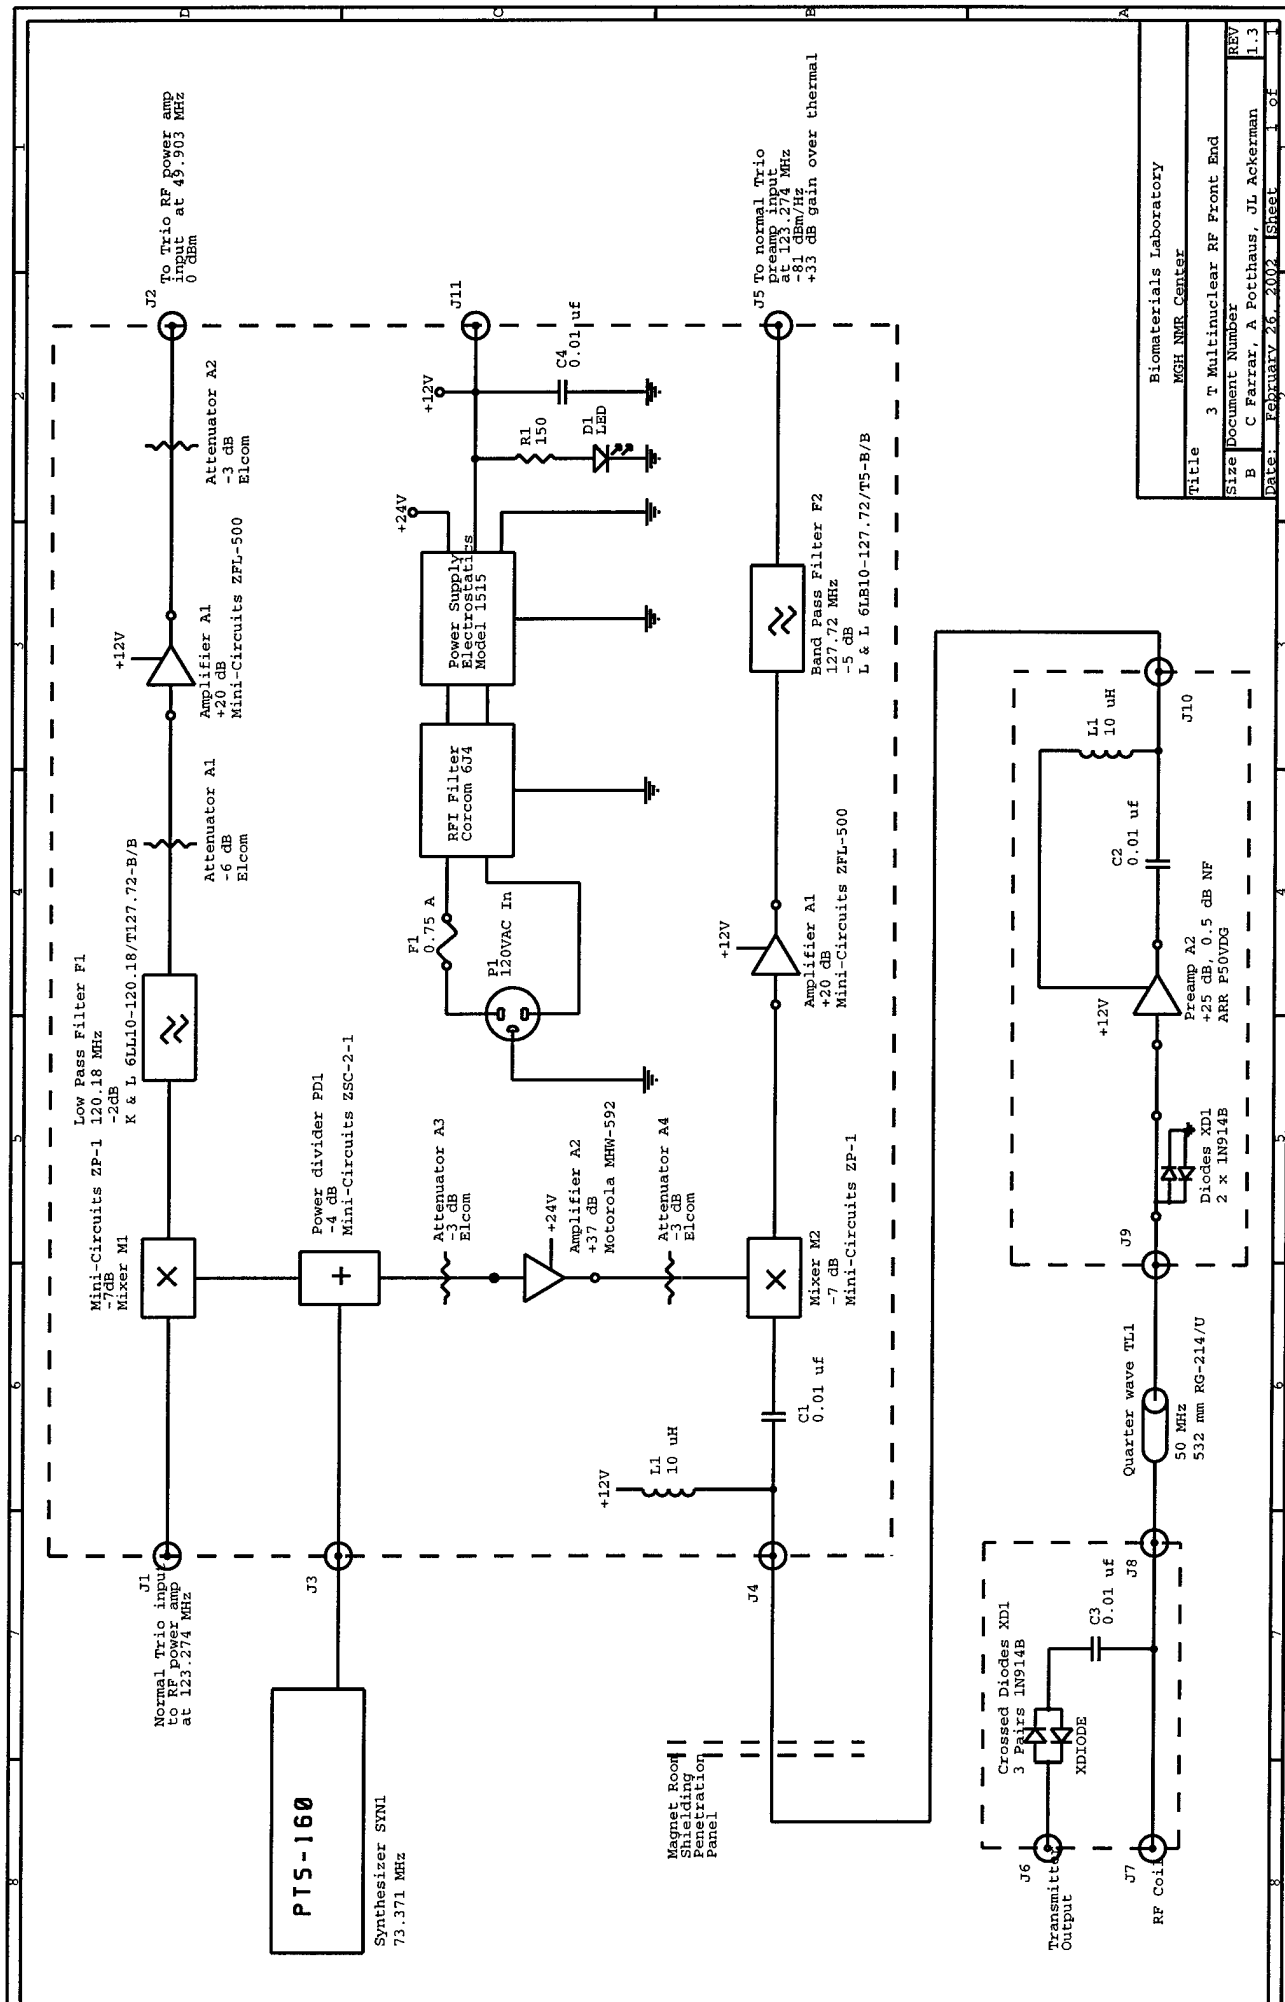 8
7
6
5
4
3
2
1
D
C
B
A
Normal Trio input
to RF power amp
at 123.274 MHz
J1
Mini-Circuits ZP-1
-7dB
Mixer M1
Low Pass Filter F1
120.18 MHz
-2dB
K & L 6LL10-120.18/T127.72-B/B
Attenuator A1
-6 dB
Elcom
+12V
Amplifier A1
+20 dB
Mini-Circuits ZFL-500
Attenuator A2
-3 dB
Elcom
J2
To Trio RF power amp
input at 49.903 MHz
0 dBm
PTS-160
Synthesizer SYN1
73.371 MHz
J3
Power divider PD1
-4 dB
Mini-Circuits ZSC-2-1
Attenuator A3
-3 dB
Elcom
+24V
Amplifier A2
+37 dB
Motorola MHW-592
Attenuator A4
-3 dB
Elcom
F1
0.75 A
P1
120VAC In
RFI Filter
Corcom 6J4
Power Supply
Electrostatics
Model 1515
+24V
+12V
R1
150
D1
LED
C4
0.01 uf
J11
Magnet Room
Shielding
Penetration
Panel
J4
+12V
L1
10 uH
C1
0.01 uf
Mixer M2
-7 dB
Mini-Circuits ZP-1
+12V
Amplifier A1
+20 dB
Mini-Circuits ZFL-500
Band Pass Filter F2
127.72 MHz
-5 dB
L & L 6LB10-127.72/T5-B/B
J5
To normal Trio
preamp input
at 123.274 MHz
-81 dBm/Hz
+33 dB gain over thermal
J6
Transmitter
Output
J7
RF Coil
Crossed Diodes XD1
3 Pairs 1N914B
XDIODE
C3
0.01 uf
J8
Quarter wave TL1
50 MHz
532 mm RG-214/U
J9
Diodes XD1
2 x 1N914B
+12V
Preamp A2
+25 dB, 0.5 dB NF
ARR P50VDG
C2
0.01 uf
L1
10 uH
J10
Biomaterials Laboratory
MGH NMR Center
Title
3 T Multinuclear RF Front End
Size
B
Document Number
C Farrar, A Potthaus, JL Ackerman
REV
1.3
Date: February 26, 2002
Sheet 1 of 1
8
7
6
5
4
3